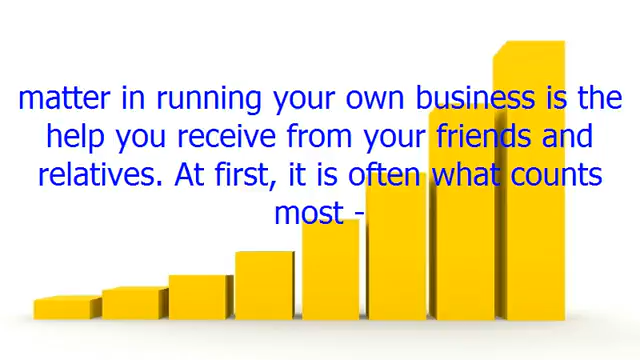 matter in running your own business is the
help you receive from your friends and
relatives. At first, it is often what counts
most -